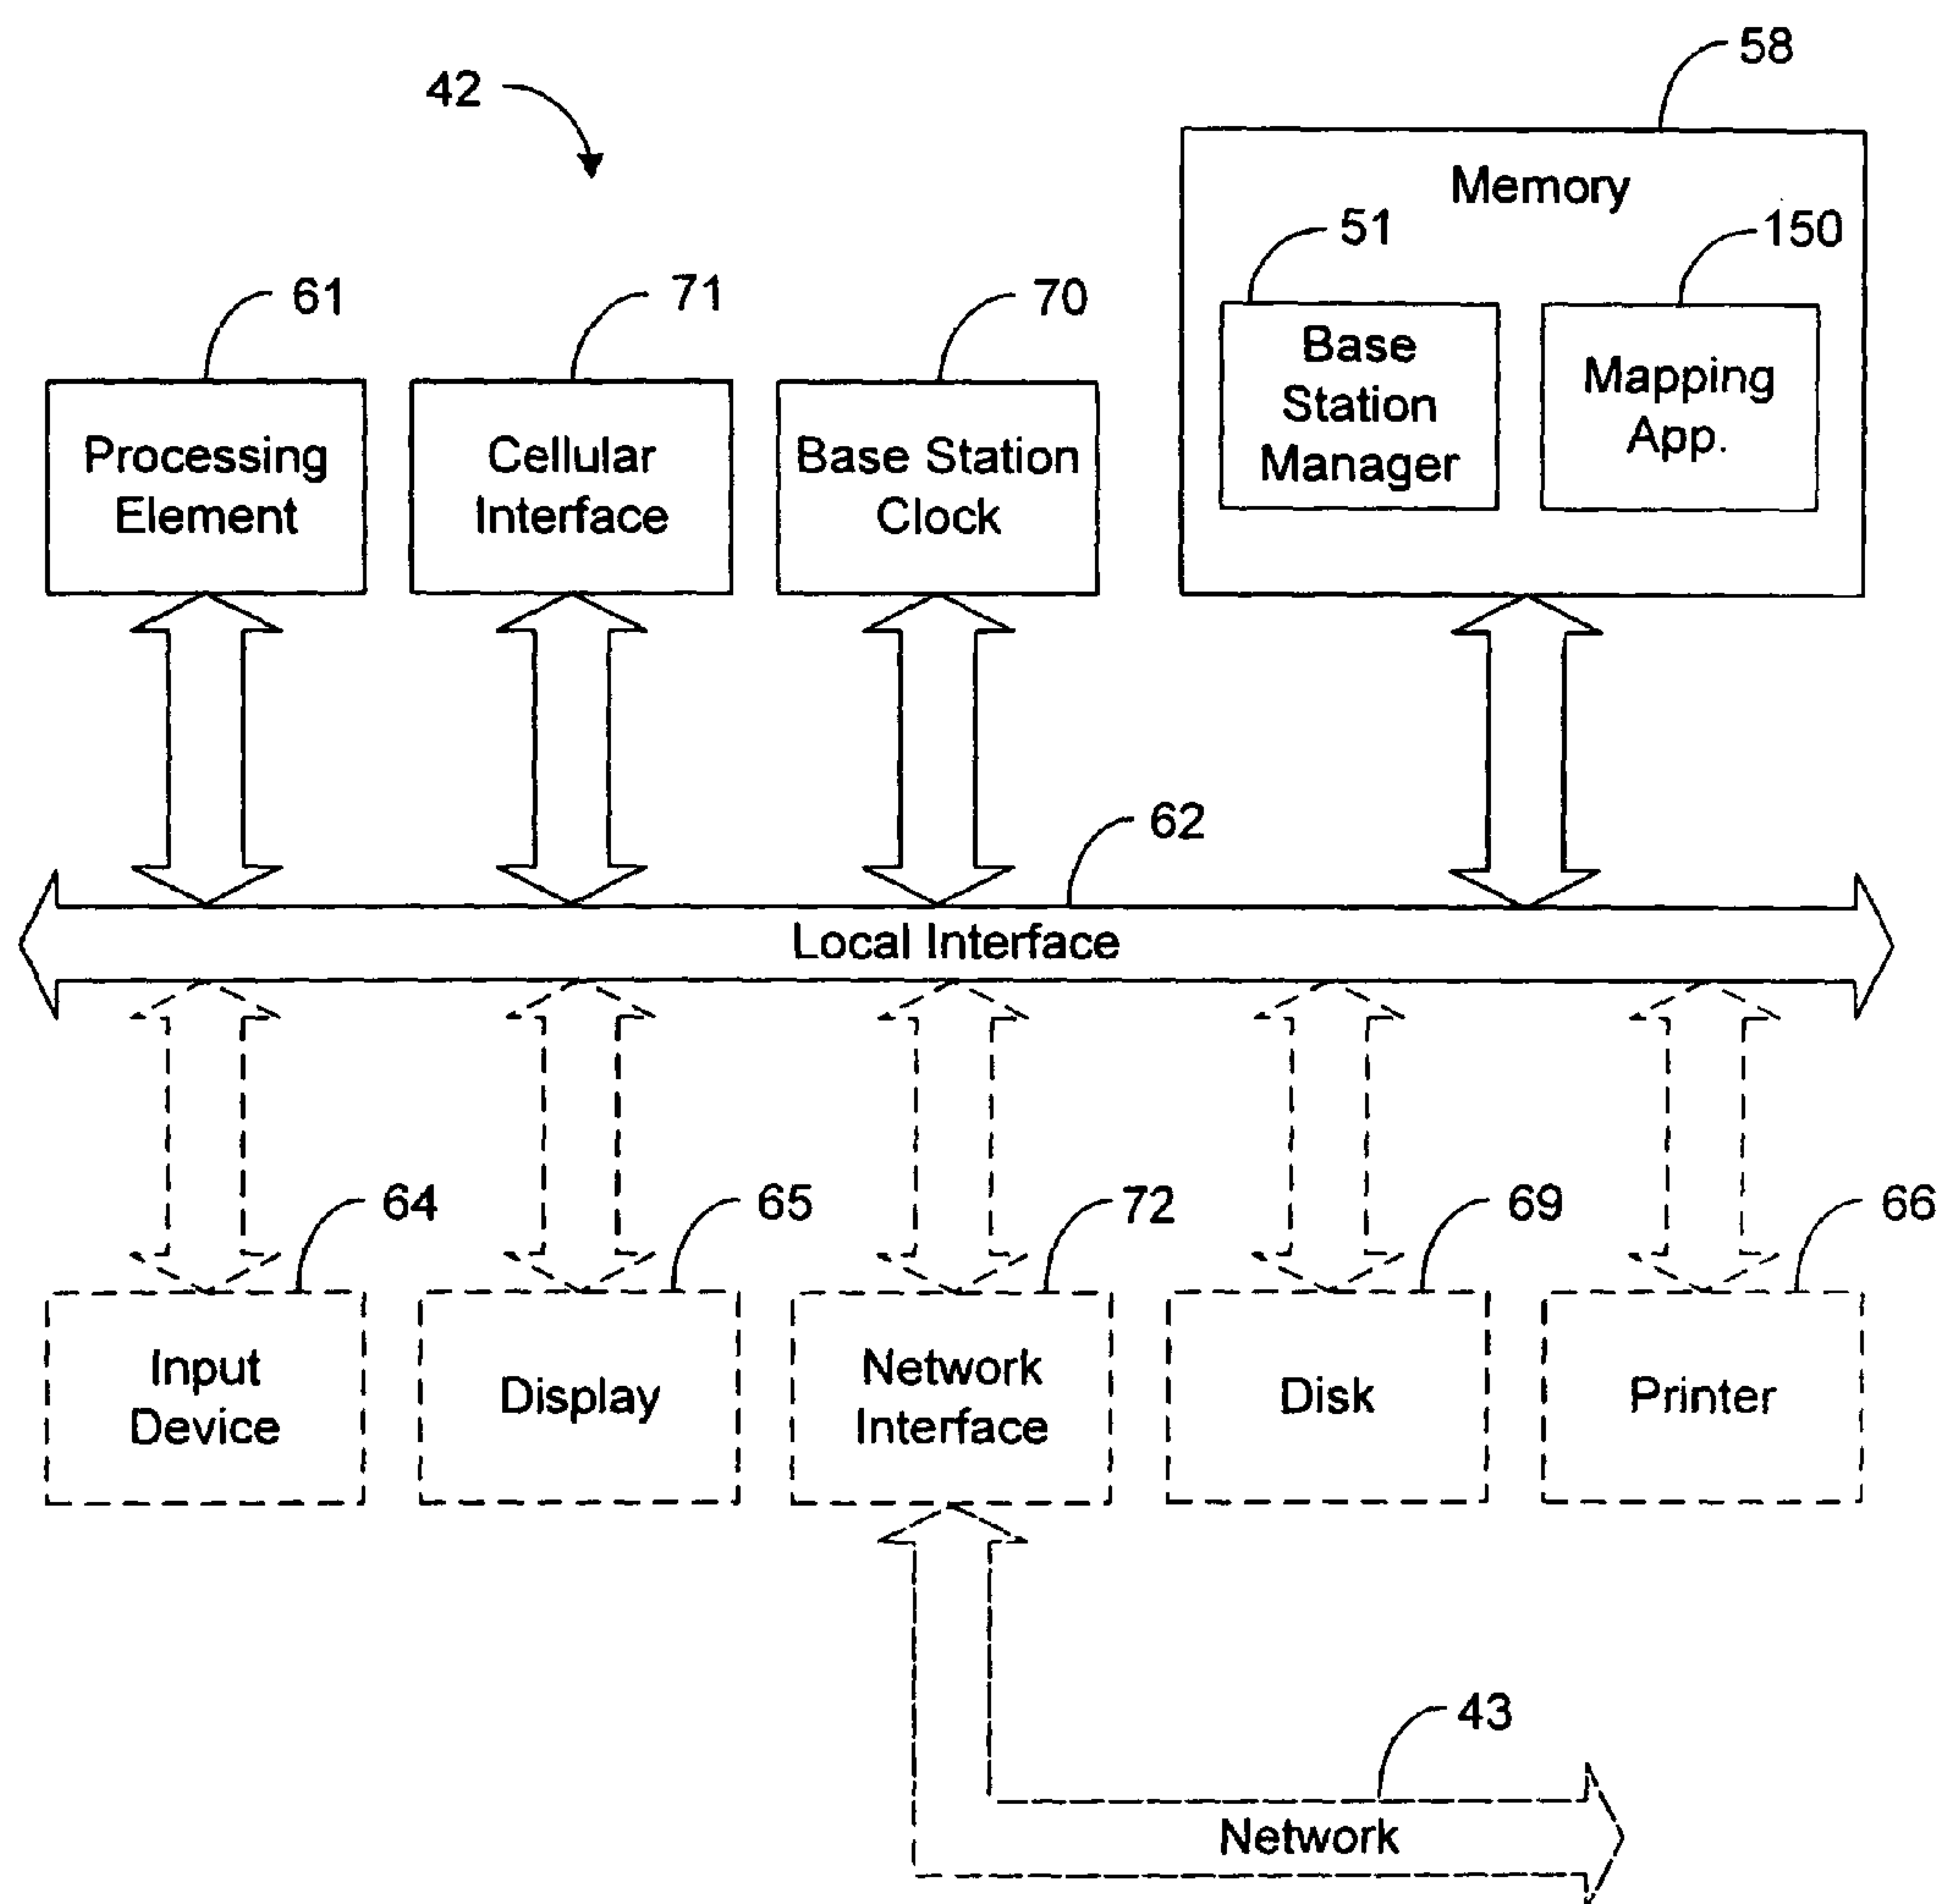 58
42
Memory
51
150
61
71
70
Base
Station
Manager
Mapping
App.
Processing
Element
Cellular
Interface
Base Station
Clock
62
Local Interface
64
65
72
69
66
Input
Device
Display
Network
Interface
Disk
Printer
43
Network